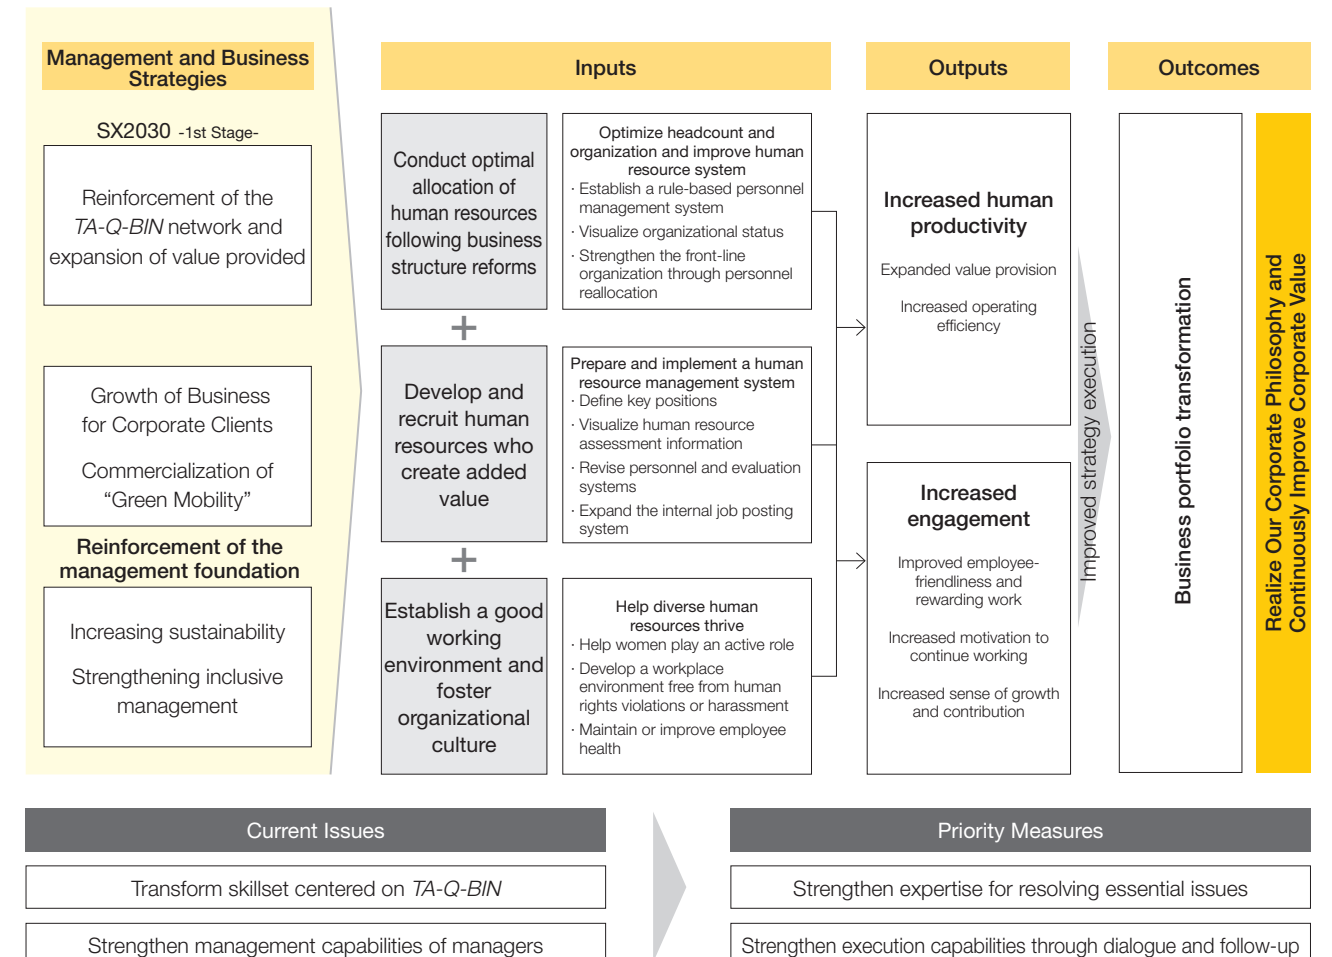 Management and Business
Strategies
SX2030 -1st Stage-
Reinforcement of the
TA-Q-BIN network and
expansion of value provided
Growth of Business
for Corporate Clients
Commercialization of
“Green Mobility”
Reinforcement of the
management foundation
Increasing sustainability
Strengthening inclusive
management
Inputs
Conduct optimal
allocation of
human resources
following business
structure reforms
+
Develop and
recruit human
resources who
create added
value
+
Establish a good
working
environment and
foster
organizational
culture
Optimize headcount and
organization and improve human
resource system
· Establish a rule-based personnel
management system
· Visualize organizational status
· Strengthen the front-line
organization through personnel
reallocation
Prepare and implement a human
resource management system
· Define key positions
· Visualize human resource
assessment information
· Revise personnel and evaluation
systems
· Expand the internal job posting
system
Help diverse human
resources thrive
· Help women play an active role
· Develop a workplace
environment free from human
rights violations or harassment
· Maintain or improve employee
health
Outputs
Increased human
productivity
Expanded value provision
Increased operating
efficiency
Increased
engagement
Improved employee-
friendliness and
rewarding work
Increased motivation to
continue working
Increased sense of growth
and contribution
Improved strategy execution
Outcomes
Business portfolio transformation
Realize Our Corporate Philosophy and
Continuously Improve Corporate Value
Current Issues
Transform skillset centered on TA-Q-BIN
Strengthen management capabilities of managers
Priority Measures
Strengthen expertise for resolving essential issues
Strengthen execution capabilities through dialogue and follow-up